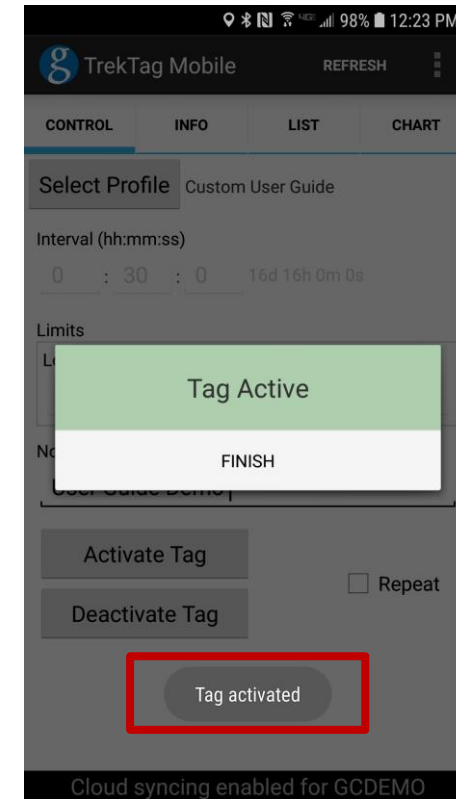 98% 12:23 PM
g TrekTag Mobile REFRESH
CONTROL INFO LIST CHART
Select Profile Custom User Guide
Interval (hh:mm:ss)
0 : 30 : 0 16d 16h 0m 0s
Limits
Tag Active
FINISH
User Guide Demo
Activate Tag
Repeat
Deactivate Tag
Tag activated
Cloud syncing enabled for GCDEMO